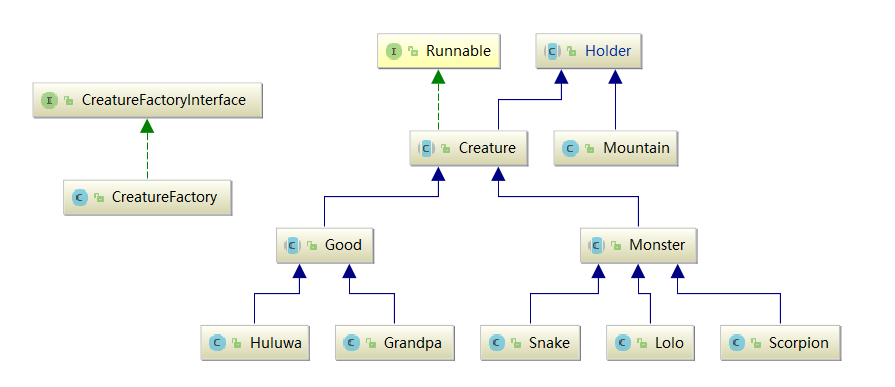 I Runnable
C Holder
I CreatureFactoryInterface
C Creature
C Mountain
C CreatureFactory
C Good
C Monster
C Huluwa
C Grandpa
C Snake
C Lolo
C Scorpion